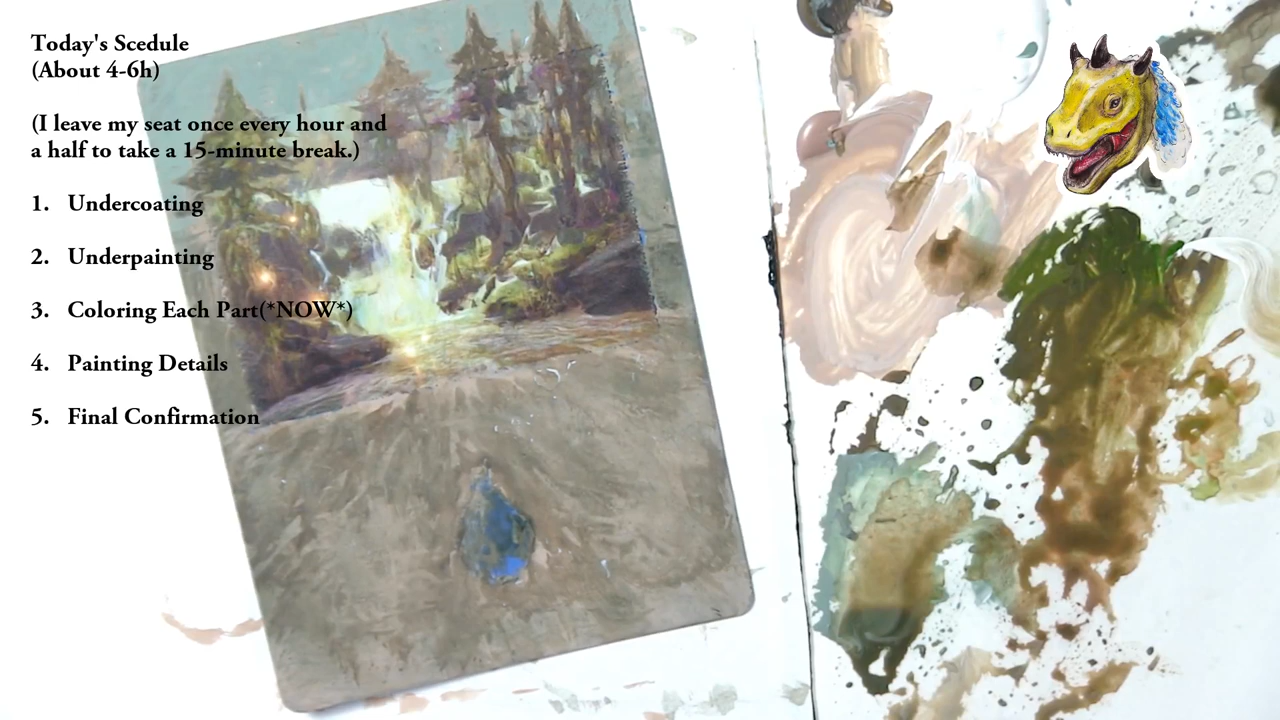 Today's Scedule
(About 4-6h)
(I leave my seat once every hour and
a half to take a 15-minute break.)
1. Undercoating
2. Underpainting
3. Coloring Each Part(*NOW*)
4. Painting Details
5. Final Confirmation